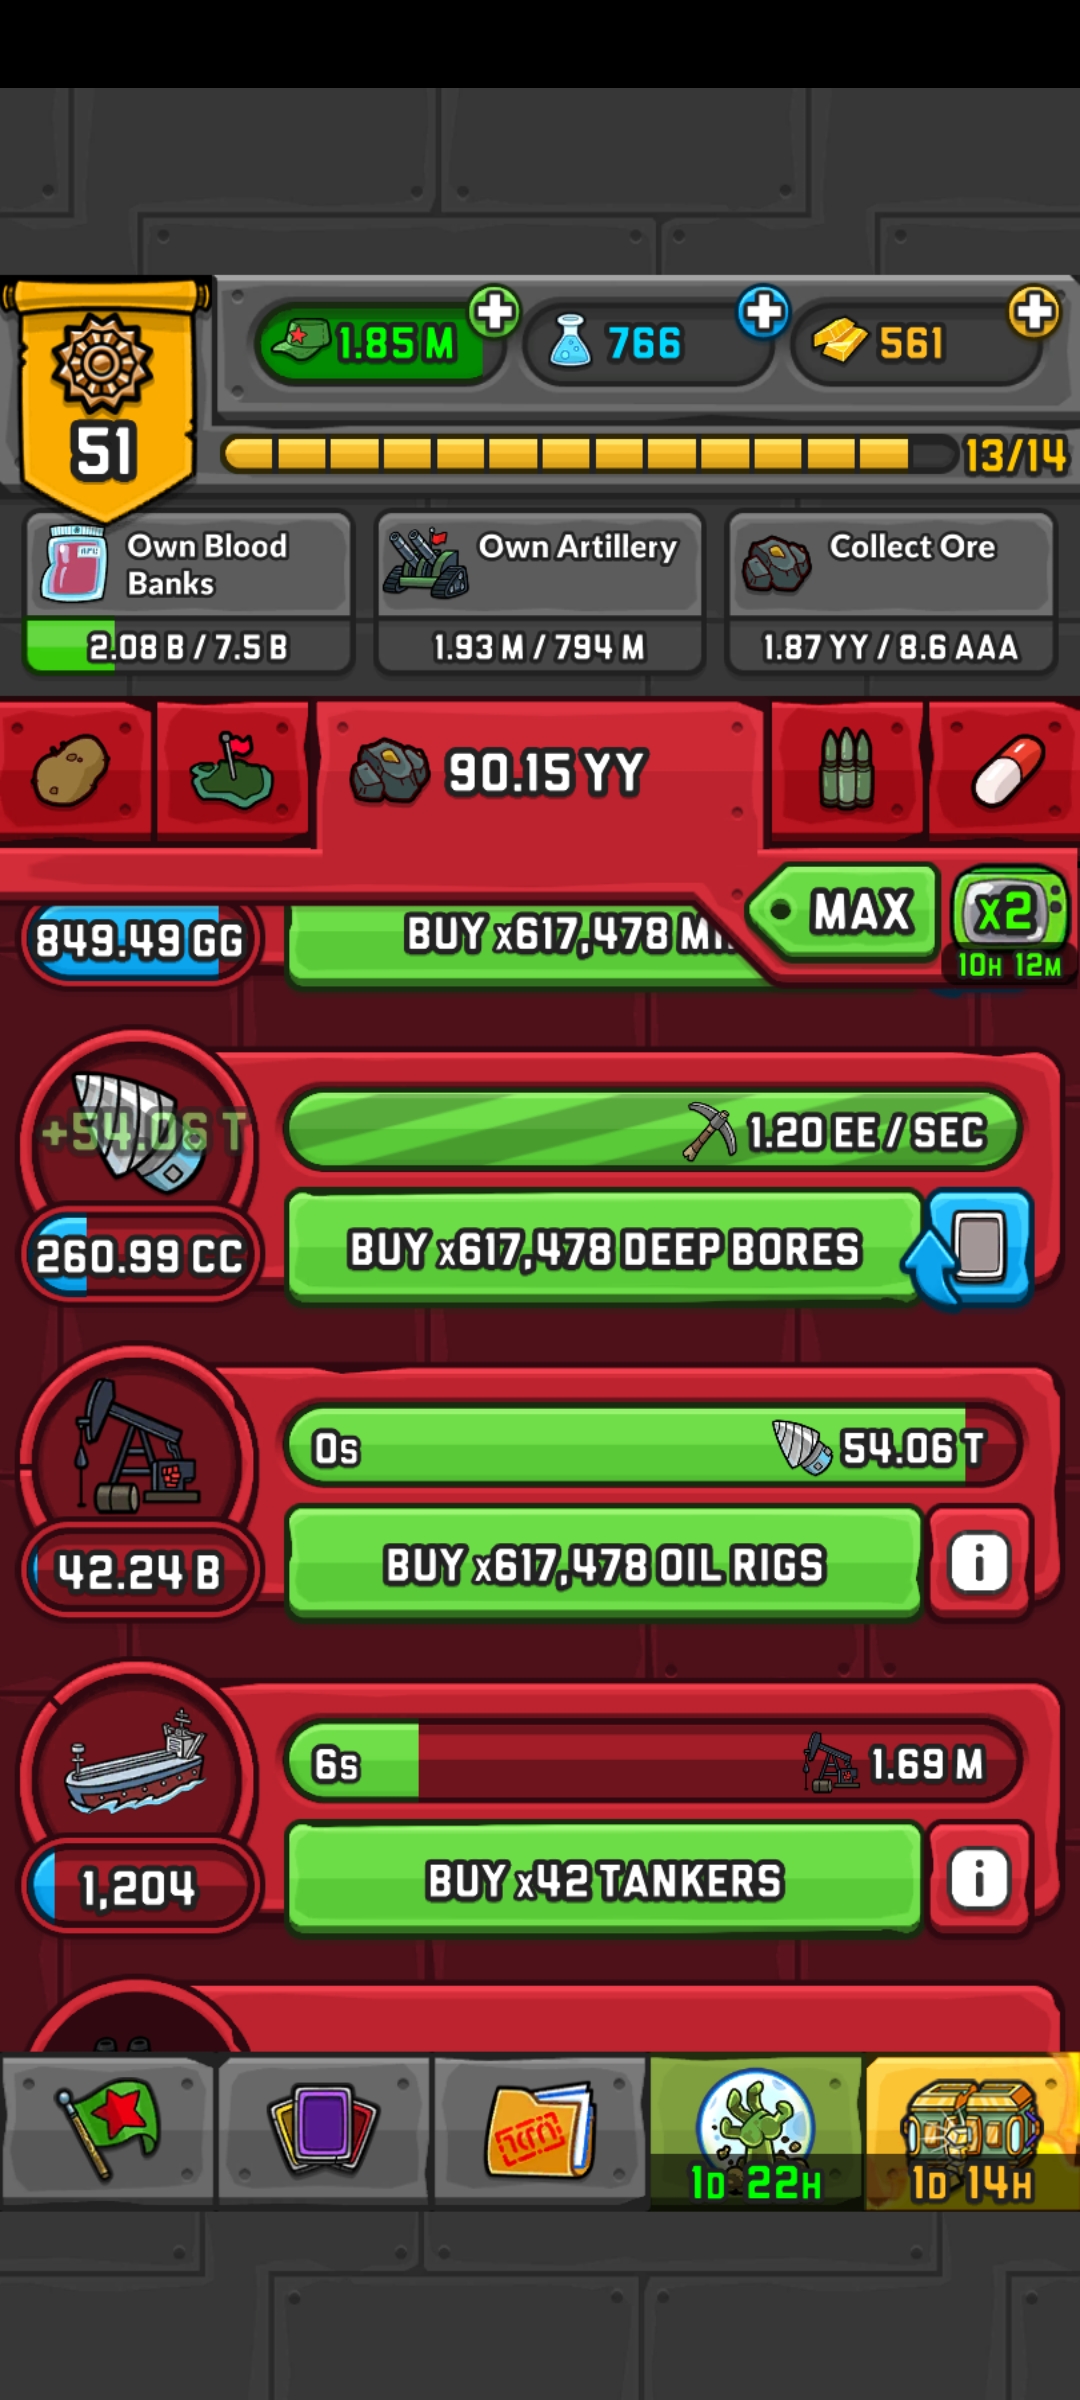 1.85 M
766
561
51
13/14
Own Blood
Banks
2.08 B / 7.5 B
Own Artillery
1.93 M / 794 M
Collect Ore
1.87 YY / 8.6 AAA
90.15 YY
MAX
x2
10H 12M
849.49 GG
BUY x617,478
+54.06 T
1.20 EE / SEC
260.99 CC
BUY x617,478 DEEP BORES
0s
54.06 T
42.24 B
BUY x617,478 OIL RIGS
i
6s
1.69 M
1,204
BUY x42 TANKERS
i
1D 22H
1D 14H